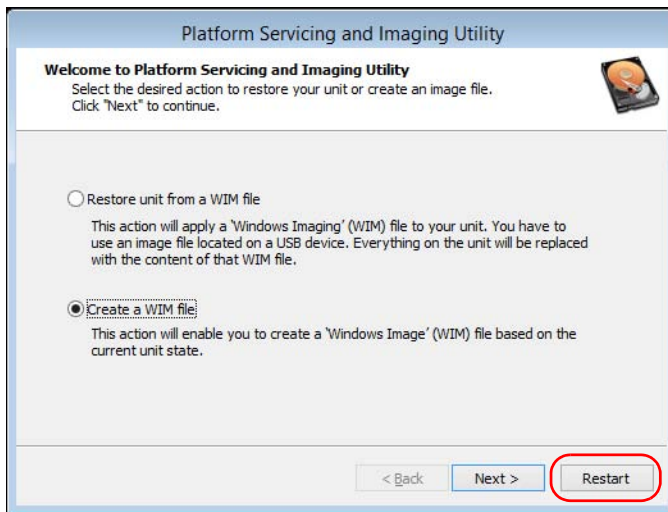 Platform Servicing and Imaging Utility
Welcome to Platform Servicing and Imaging Utility
Select the desired action to restore your unit or create an image file.
Click "Next" to continue.
Restore unit from a WIM file
This action will apply a 'Windows Imaging' (WIM) file to your unit. You have to
use an image file located on a USB device. Everything on the unit will be replaced
with the content of that WIM file.
Create a WIM file
This action will enable you to create a 'Windows Image' (WIM) file based on the
current unit state.
< Back Next > Restart